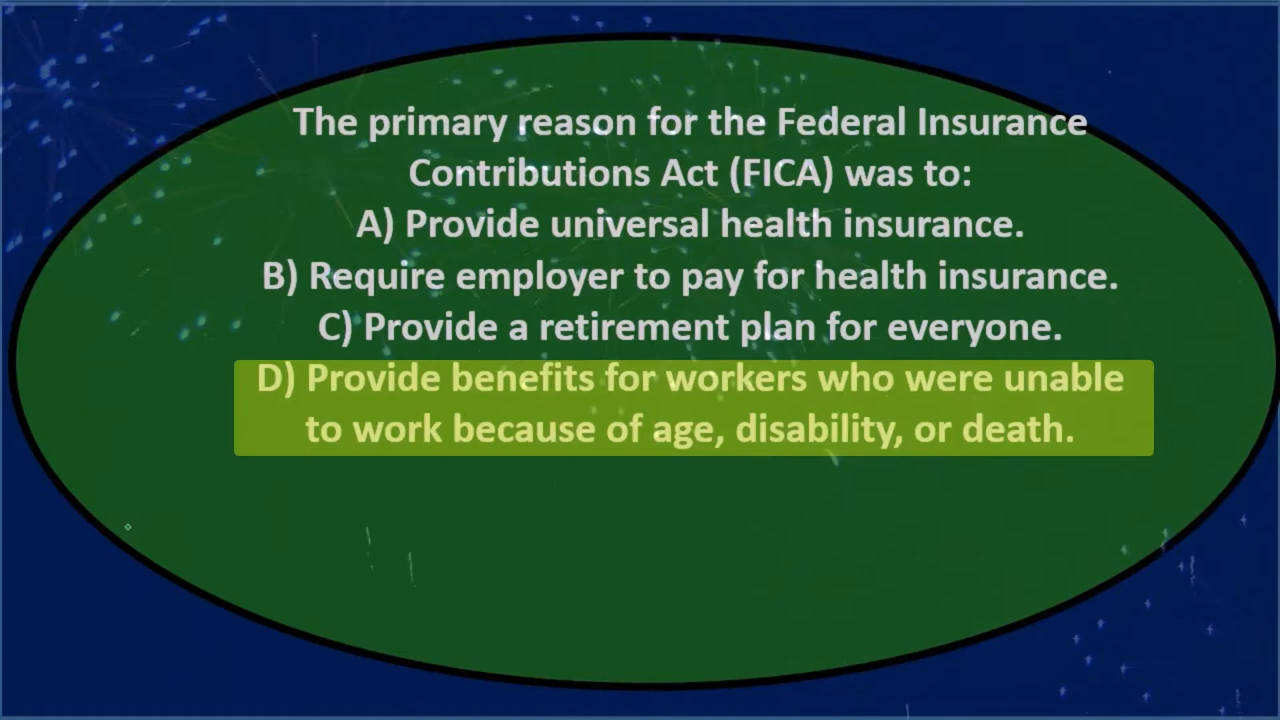 The primary reason for the Federal Insurance
Contributions Act (FICA) was to:
A) Provide universal health insurance.
B) Require employer to pay for health insurance.
C) Provide a retirement plan for everyone.
D) Provide benefits for workers who were unable
to work because of age, disability, or death.